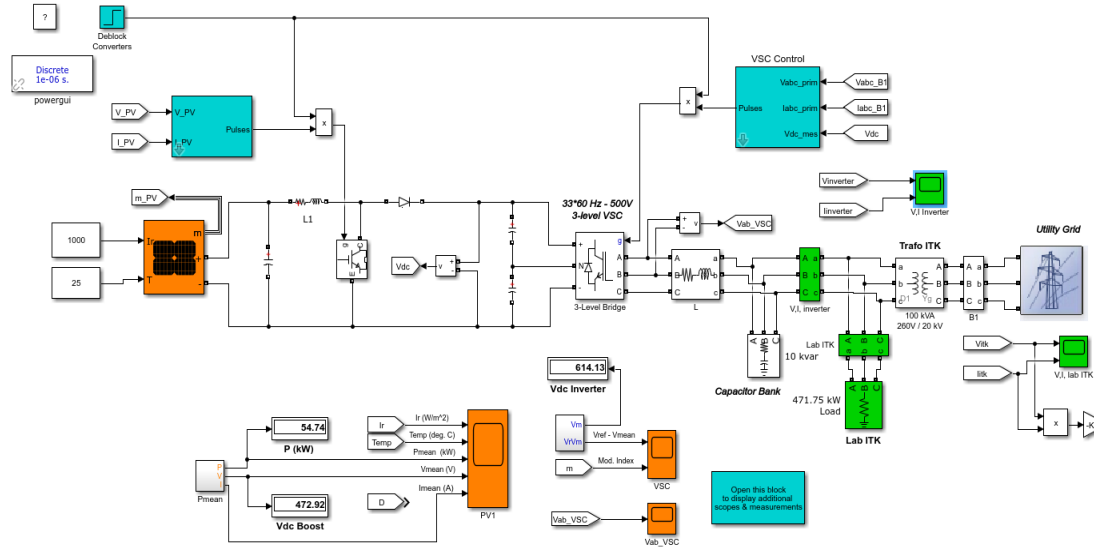 ?
Deblock
Converters
Discrete
1e-06 s.
powergui
V_PV
I_PV
V_PV
I_PV
Pulses
x
x
VSC Control
Pulses
Vabc_prim
Iabc_prim
Vdc_mes
Vabc_B1
Iabc_B1
Vdc
Vinverter
Iinverter
V,I Inverter
m_PV
1000
25
Ir
T
m
+
-
L1
g
C
E
Vdc
v
+
-
33*60 Hz - 500V
3-level VSC
+
N
-
g
A
B
C
3-Level Bridge
+
-
v
Vab_VSC
A
B
C
a
b
c
L
A
B
C
a
b
c
V,I, inverter
Trafo ITK
a
b
c
A
B
C
D1
Yg
100 kVA
260V / 20 kV
A
B
C
a
b
c
B1
Utility Grid
A
B
C
10 kvar
Capacitor Bank
Lab ITK
A
B
C
a
b
c
471.75 kW
Load
A
B
C
Lab ITK
Vitk
Iitk
V,I, lab ITK
x
-K
614.13
Vdc Inverter
54.74
P (kW)
472.92
Vdc Boost
P
V
I
Pmean
Ir
Temp
D
Ir (W/m^2)
Temp (deg. C)
Pmean (kW)
Vmean (V)
Imean (A)
PV1
Vm
VrVm
Vref - Vmean
m
Mod. Index
VSC
Vab_VSC
Vab_VSC
Open this block
to display additional
scopes & measurements